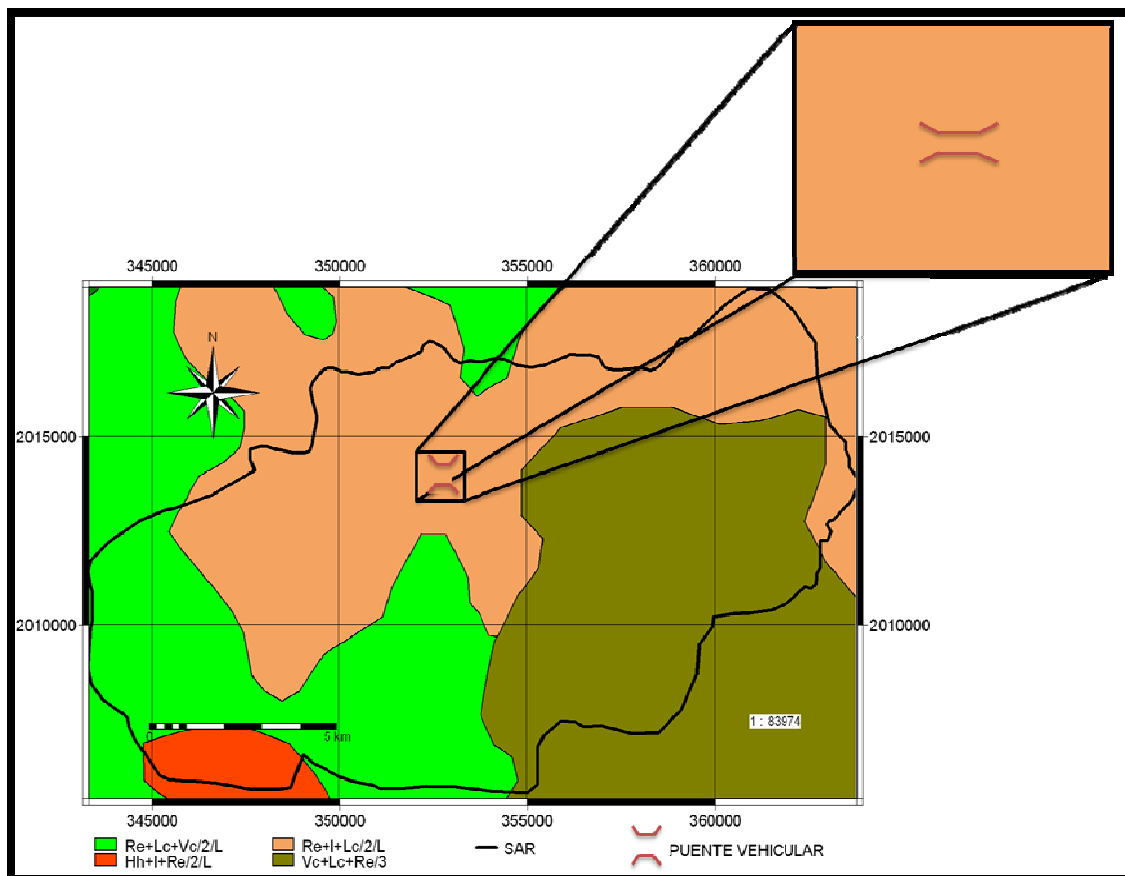 345000 350000 355000 360000
N
2015000 2015000
2010000 2010000
1 : 83974
0 5 km
345000 350000 355000 360000
Re+Lc+Vc/2/L Re+I+Lc/2/L SAR PUENTE VEHICULAR
Hh+I+Re/2/L Vc+Lc+Re/3